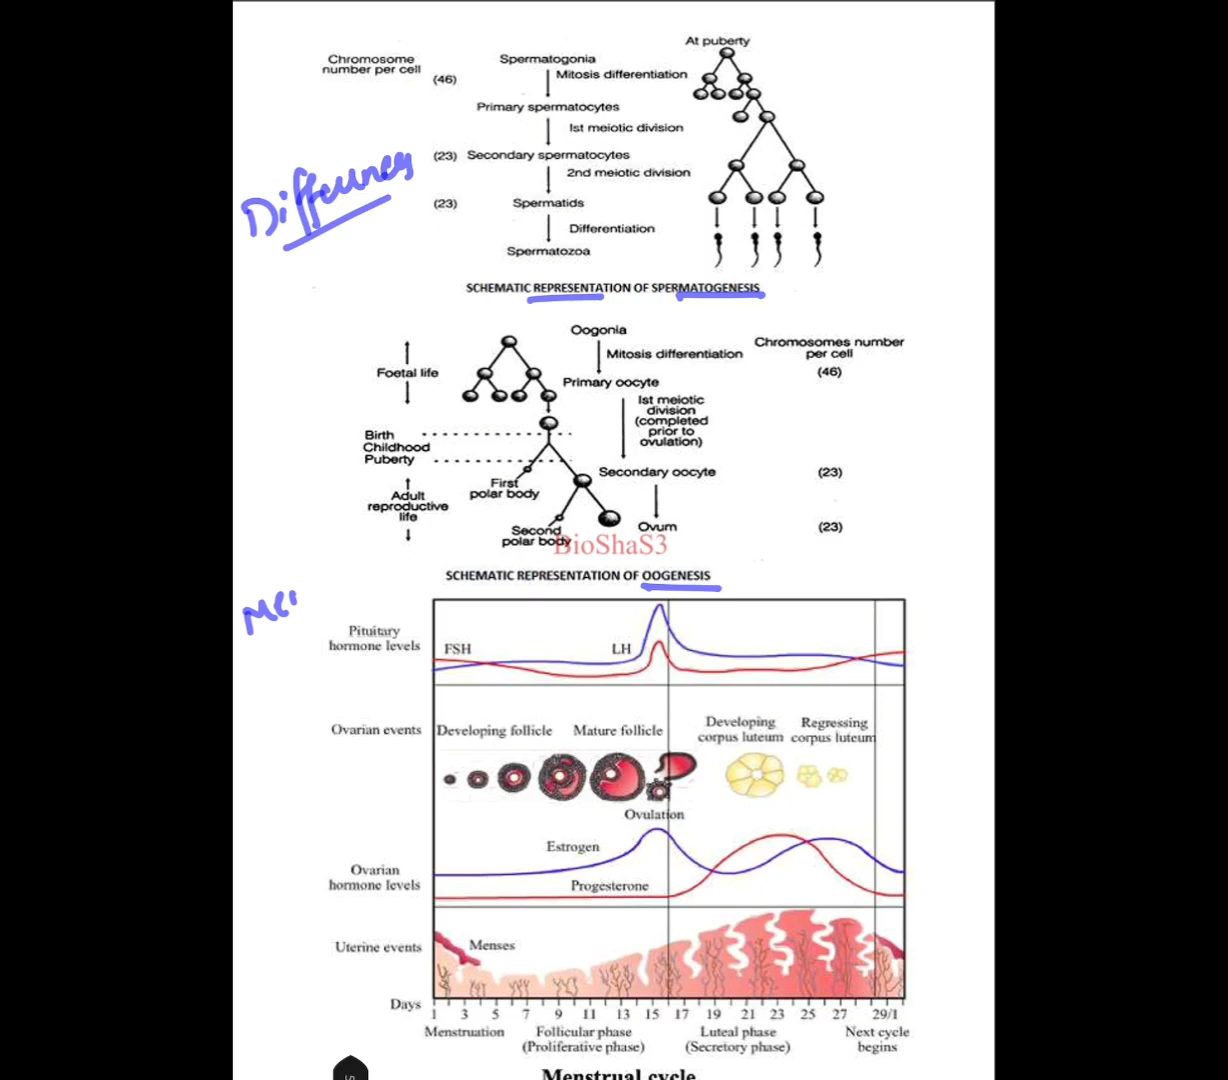 At puberty
Chromosome
number per cell
(46)
Spermatogonia
Mitosis differentiation
Primary spermatocytes
Ist meiotic division
(23) Secondary spermatocytes
2nd meiotic division
(23)
Spermatids
Differentiation
Spermatozoa
SCHEMATIC REPRESENTATION OF SPERMATOGENESIS
Oogonia
Mitosis differentiation
Chromosomes number
per cell
(46)
Foetal life
Primary oocyte
Ist meiotic
division
(completed
prior to
ovulation)
Birth
Childhood
Puberty
Secondary oocyte
(23)
First
polar body
Adult
reproductive
life
Second
polar body
Ovum
(23)
BioShaS3
SCHEMATIC REPRESENTATION OF OOGENESIS
Pituitary
hormone levels
FSH
LH
Ovarian events
Developing follicle
Mature follicle
Developing
corpus luteum
Regressing
corpus luteum
Ovulation
Estrogen
Ovarian
hormone levels
Progesterone
Uterine events
Menses
Days
1 3 5 7 9 11 13 15 17 19 21 23 25 27 29/1
Menstruation
Follicular phase
(Proliferative phase)
Luteal phase
(Secretory phase)
Next cycle
begins
Menstrual cycle